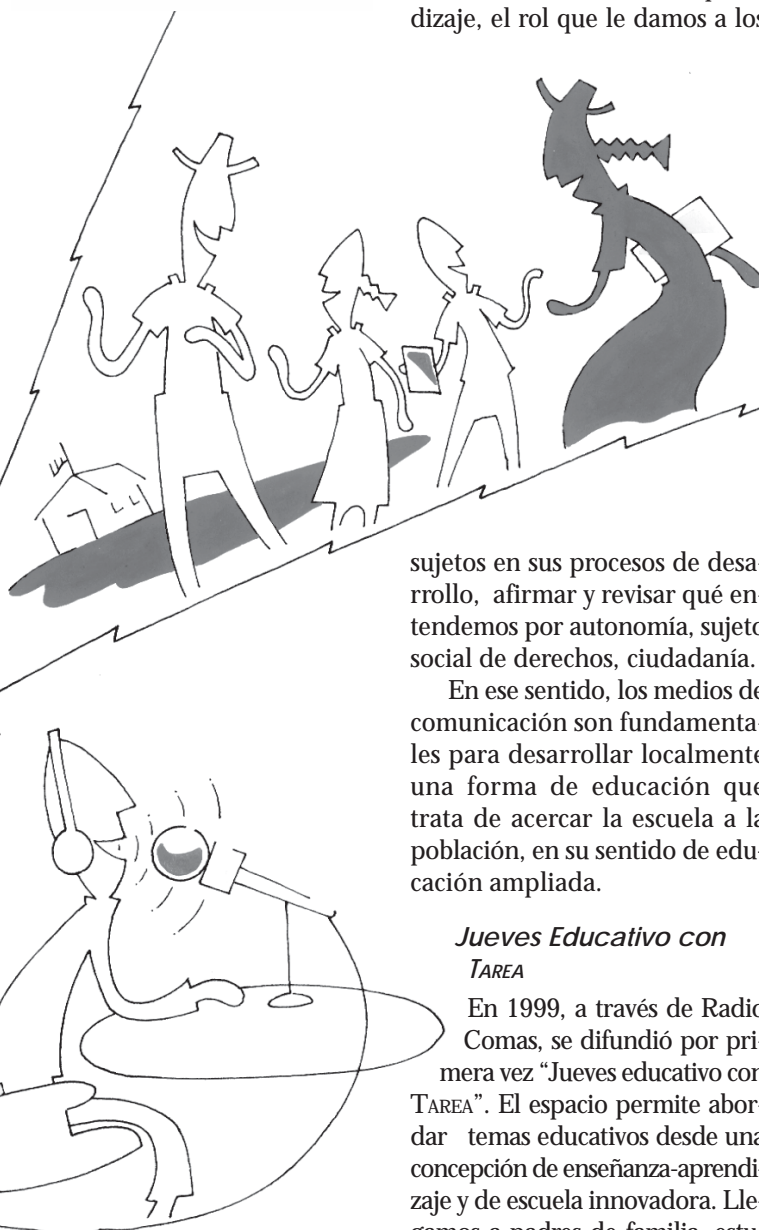 dizaje, el rol que le damos a los
sujetos en sus procesos de desa-
rrollo, afirmar y revisar qué en-
tendemos por autonomía, sujeto
social de derechos, ciudadanía.
En ese sentido, los medios de
comunicación son fundamenta-
les para desarrollar localmente
una forma de educación que
trata de acercar la escuela a la
población, en su sentido de edu-
cación ampliada.
Jueves Educativo con
TAREA
En 1999, a través de Radio
Comas, se difundió por pri-
mera vez “Jueves educativo con
TAREA”. El espacio permite abor-
dar temas educativos desde una
concepción de enseñanza-aprendi-
zaje y de escuela innovadora. Lle-
gamos a padres de familia, estu-